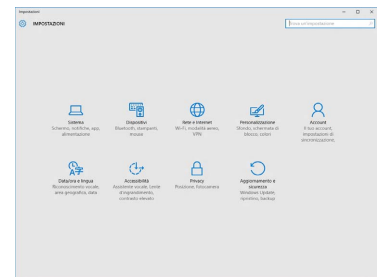 Impostazioni
IMPOSTAZIONI
Trova un'impostazione
Sistema
Schermo, notifiche, app,
alimentazione
Dispositivi
Bluetooth, stampanti,
mouse
Rete e Internet
Wi-Fi, modalità aereo,
VPN
Personalizzazione
Sfondo, schermata di
blocco, colori
Account
Il tuo account,
impostazioni di
sincronizzazione,
Data/ora e lingua
Riconoscimento vocale,
area geografica, data
Accessibilità
Assistente vocale, Lente
d'ingrandimento,
contrasto elevato
Privacy
Posizione, fotocamera
Aggiornamento e
sicurezza
Windows Update,
ripristino, backup